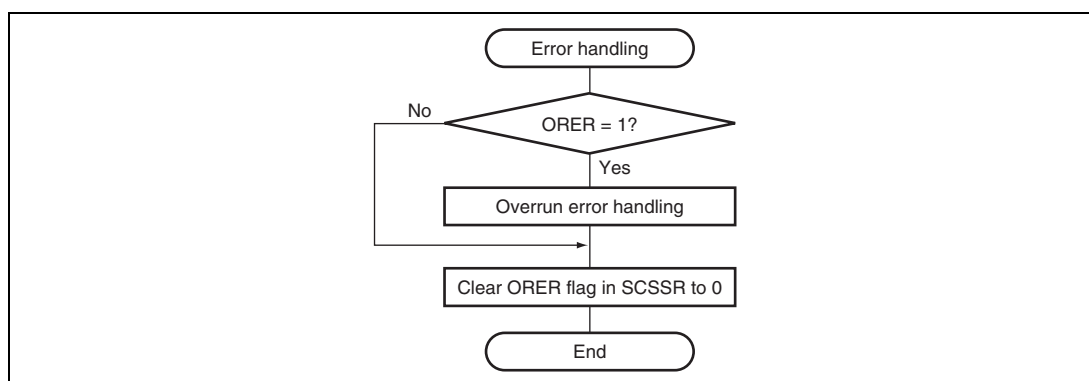 Error handling
No
ORER = 1?
Yes
Overrun error handling
Clear ORER flag in SCSSR to 0
End